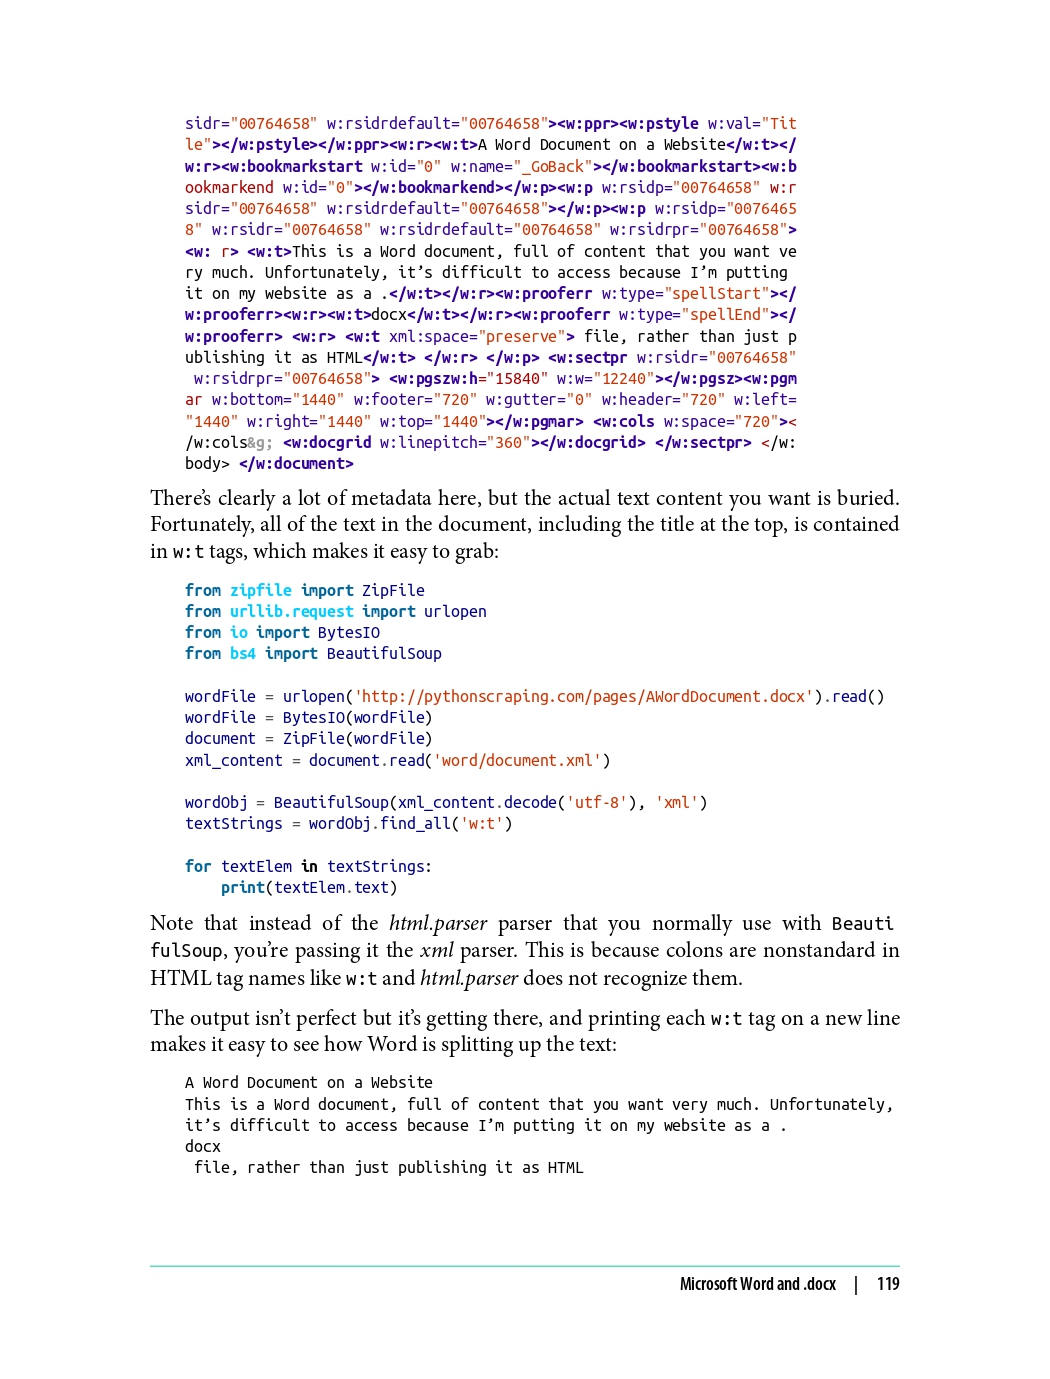 sidr="00764658" w:rsidrdefault="00764658"><w:ppr><w:pstyle w:val="Tit
le"></w:pstyle></w:ppr><w:r><w:t>A Word Document on a Website</w:t></
w:r><w:bookmarkstart w:id="0" w:name="_GoBack"></w:bookmarkstart><w:b
ookmarkend w:id="0"></w:bookmarkend></w:p><w:p w:rsidp="00764658" w:r
sidr="00764658" w:rsidrdefault="00764658"></w:p><w:p w:rsidp="0076465
8" w:rsidr="00764658" w:rsidrdefault="00764658" w:rsidrpr="00764658">
<w: r> <w:t>This is a Word document, full of content that you want ve
ry much. Unfortunately, it’s difficult to access because I’m putting
it on my website as a .</w:t></w:r><w:prooferr w:type="spellStart"></
w:prooferr><w:r><w:t>docx</w:t></w:r><w:prooferr w:type="spellEnd"></
w:prooferr> <w:r> <w:t xml:space="preserve"> file, rather than just p
ublishing it as HTML</w:t> </w:r> </w:p> <w:sectpr w:rsidr="00764658"
 w:rsidrpr="00764658"> <w:pgszw:h="15840" w:w="12240"></w:pgsz><w:pgm
ar w:bottom="1440" w:footer="720" w:gutter="0" w:header="720" w:left=
"1440" w:right="1440" w:top="1440"></w:pgmar> <w:cols w:space="720"><
/w:cols&g; <w:docgrid w:linepitch="360"></w:docgrid> </w:sectpr> </w:
body> </w:document>
There’s clearly a lot of metadata here, but the actual text content you want is buried.
Fortunately, all of the text in the document, including the title at the top, is contained
in w:t tags, which makes it easy to grab:
from zipfile import ZipFile
from urllib.request import urlopen
from io import BytesIO
from bs4 import BeautifulSoup
wordFile = urlopen('http://pythonscraping.com/pages/AWordDocument.docx').read()
wordFile = BytesIO(wordFile)
document = ZipFile(wordFile)
xml_content = document.read('word/document.xml')
wordObj = BeautifulSoup(xml_content.decode('utf-8'), 'xml')
textStrings = wordObj.find_all('w:t')
for textElem in textStrings:
    print(textElem.text)
Note that instead of the html.parser parser that you normally use with Beauti
fulSoup, you’re passing it the xml parser. This is because colons are nonstandard in
HTML tag names like w:t and html.parser does not recognize them.
The output isn’t perfect but it’s getting there, and printing each w:t tag on a new line
makes it easy to see how Word is splitting up the text:
A Word Document on a Website
This is a Word document, full of content that you want very much. Unfortunately,
it’s difficult to access because I’m putting it on my website as a .
docx
 file, rather than just publishing it as HTML
Microsoft Word and .docx | 119